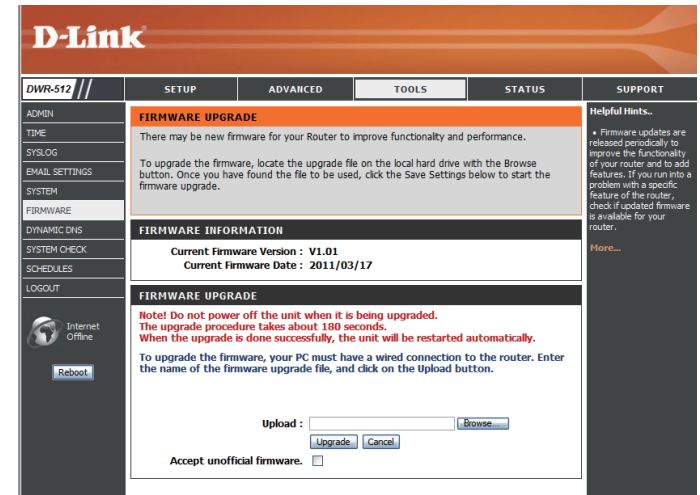 D-Link
DWR-512
SETUP
ADVANCED
TOOLS
STATUS
SUPPORT
ADMIN
TIME
SYSLOG
EMAIL SETTINGS
SYSTEM
FIRMWARE
DYNAMIC DNS
SYSTEM CHECK
SCHEDULES
LOGOUT
Internet
Offline
Reboot
FIRMWARE UPGRADE
There may be new firmware for your Router to improve functionality and performance.
To upgrade the firmware, locate the upgrade file on the local hard drive with the Browse
button. Once you have found the file to be used, click the Save Settings below to start the
firmware upgrade.
FIRMWARE INFORMATION
Current Firmware Version : V1.01
Current Firmware Date : 2011/03/17
FIRMWARE UPGRADE
Note! Do not power off the unit when it is being upgraded.
The upgrade procedure takes about 180 seconds.
When the upgrade is done successfully, the unit will be restarted automatically.
To upgrade the firmware, your PC must have a wired connection to the router. Enter
the name of the firmware upgrade file, and click on the Upload button.
Upload :
Browse...
Upgrade
Cancel
Accept unofficial firmware.
Helpful Hints..
• Firmware updates are
released periodically to
improve the functionality
of your router and to add
features. If you run into a
problem with a specific
feature of the router,
check if updated firmware
is available for your
router.
More...